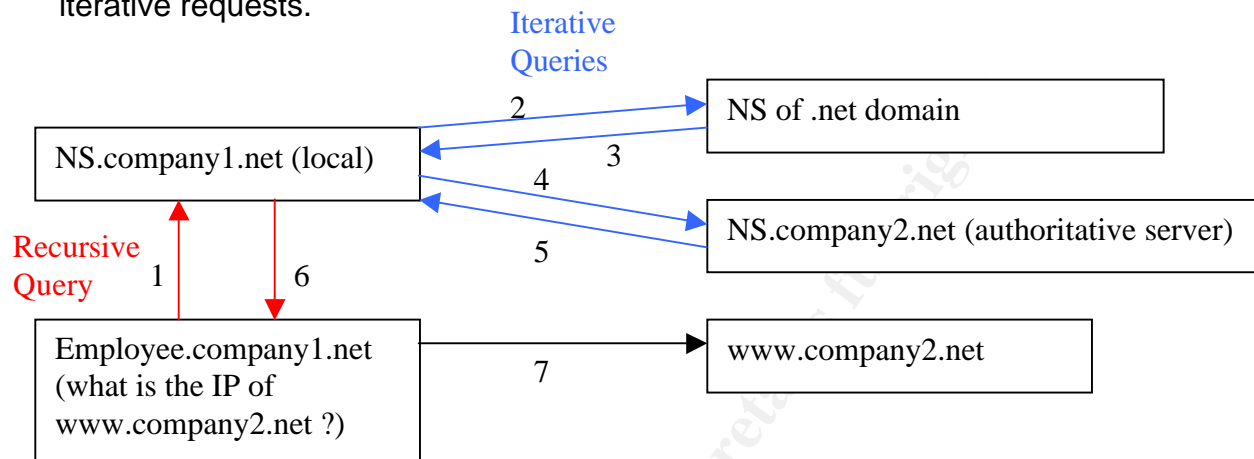 iterative requests.
Iterative
Queries
2
NS of .net domain
NS.company1.net (local)
3
4
NS.company2.net (authoritative server)
5
Recursive
Query
1
6
Employee.company1.net
(what is the IP of
www.company2.net ?)
7
www.company2.net